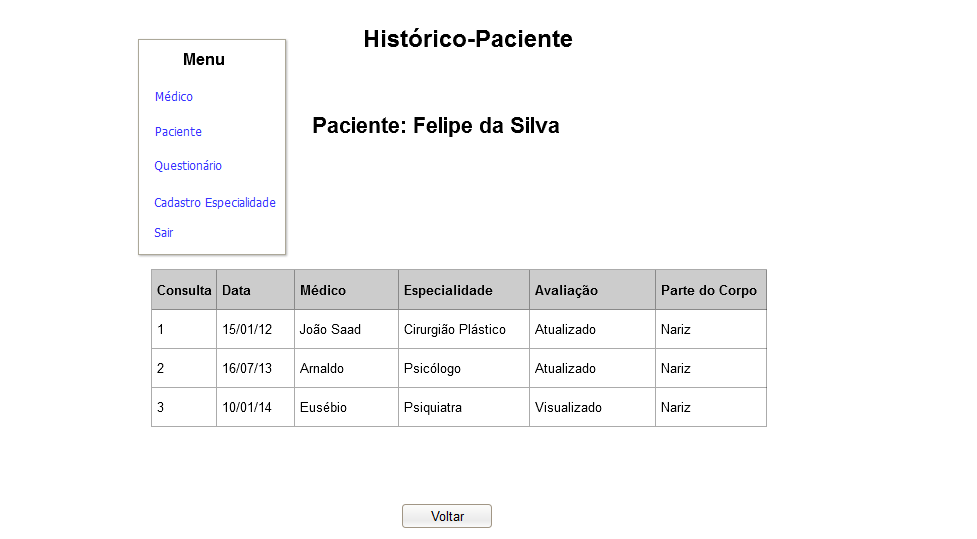 Histórico-Paciente
Menu
Médico
Paciente
Questionário
Cadastro Especialidade
Sair
Paciente: Felipe da Silva
Consulta Data Médico Especialidade Avaliação Parte do Corpo
1 15/01/12 João Saad Cirurgião Plástico Atualizado Nariz
2 16/07/13 Arnaldo Psicólogo Atualizado Nariz
3 10/01/14 Eusébio Psiquiatra Visualizado Nariz
Voltar